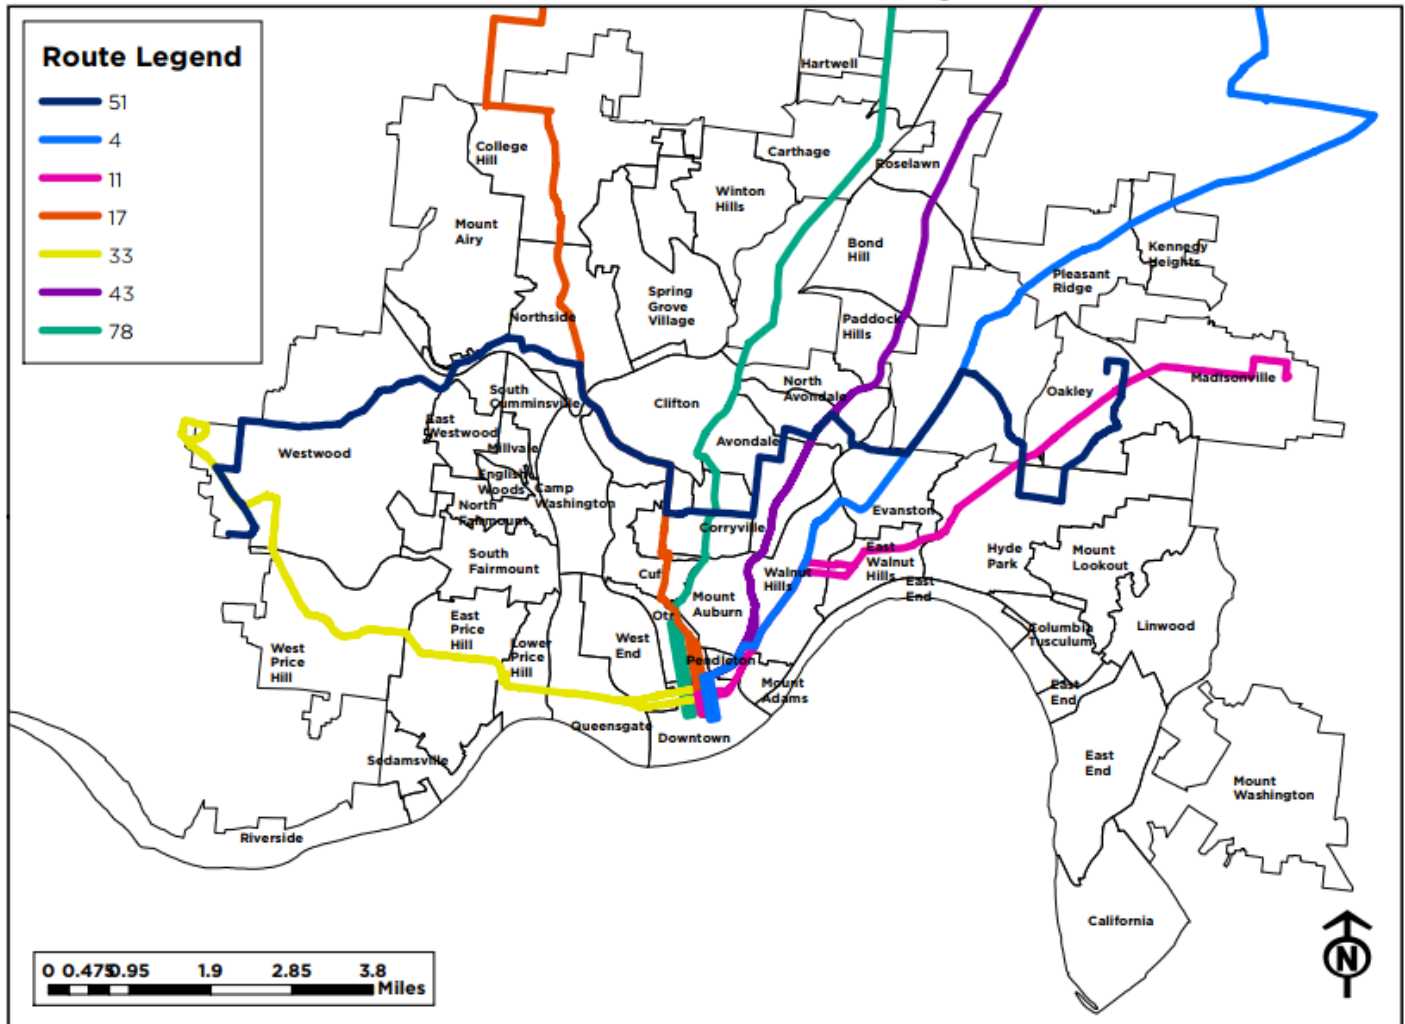 Route Legend
51
4
11
17
33
43
78
Hartwell
College
Hill
Carthage
Roselawn
Winton
Hills
Mount
Airy
Bond
Hill
Kennedy
Heights
Pleasant
Ridge
Spring
Grove
Village
Northside
Paddock
Hills
Madisonville
North
Avondale
Oakley
South
Cumminsville
Clifton
East
Westwood
Avondale
Westwood
Millvale
English
Woods
Camp
Washington
North
Fairmount
Evanston
Corryville
South
Fairmount
East
Walnut
Hills
Hyde
Park
Mount
Lookout
Cuf
Walnut
Hills
East
End
Mount
Auburn
East
Price
Hill
Otr
Columbia
Tusculum
Linwood
West
End
Lower
Price
Hill
West
Price
Hill
Pendleton
Mount
Adams
East
End
Queensgate
Downtown
Sedamsville
East
End
Mount
Washington
Riverside
California
0 0.475 0.95 1.9 2.85 3.8
Miles
N